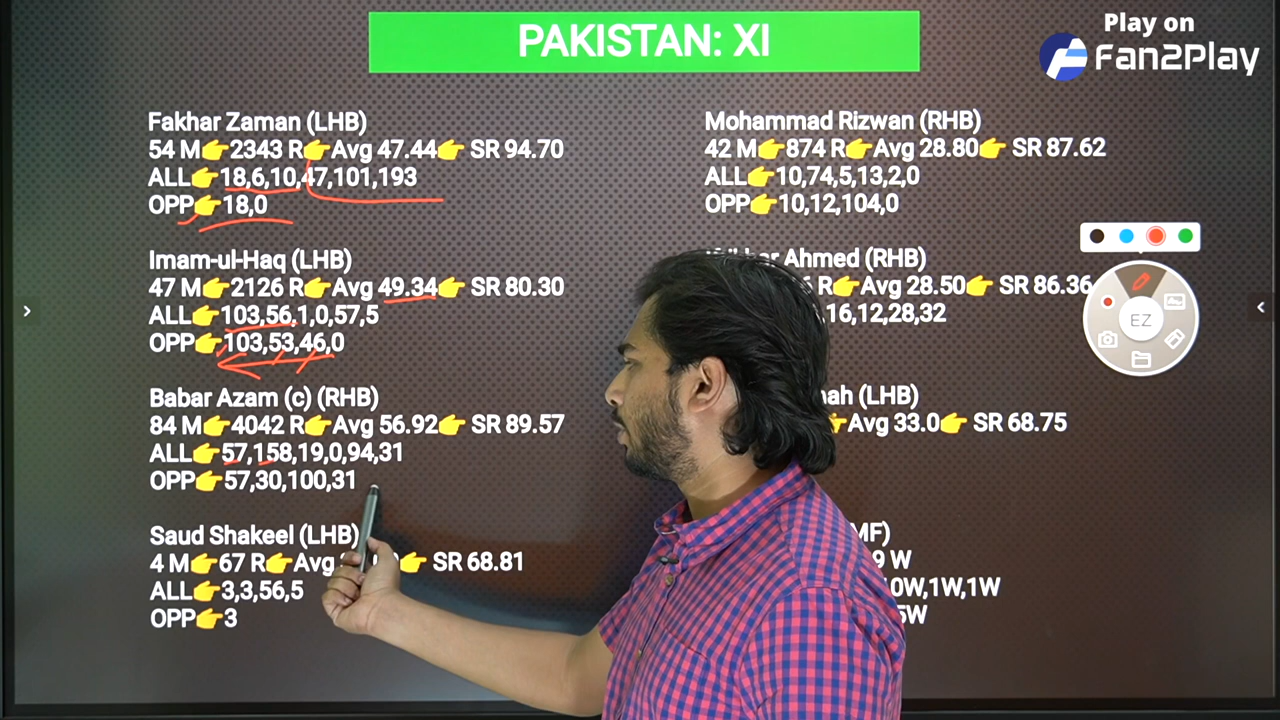 PAKISTAN: XI
Play on
Fan2Play
Fakhar Zaman (LHB)
54 M👉2343 R👉Avg 47.44👉 SR 94.70
ALL👉18,6,10,47,101,193
OPP👉18,0
Imam-ul-Haq (LHB)
47 M👉2126 R👉Avg 49.34👉 SR 80.30
ALL👉103,56,1,0,57,5
OPP👉103,53,46,0
Babar Azam (c) (RHB)
84 M👉4042 R👉Avg 56.92👉 SR 89.57
ALL👉57,158,19,0,94,31
OPP👉57,30,100,31
Saud Shakeel (LHB)
4 M👉67 R👉Avg 👉 SR 68.81
ALL👉3,3,56,5
OPP👉3
Mohammad Rizwan (RHB)
42 M👉874 R👉Avg 28.80👉 SR 87.62
ALL👉10,74,5,13,2,0
OPP👉10,12,104,0
Ahmed (RHB)
R👉Avg 28.50👉 SR 86.36
,16,12,28,32
(LHB)
👉Avg 33.0👉 SR 68.75
W
W,1W,1W
EZ